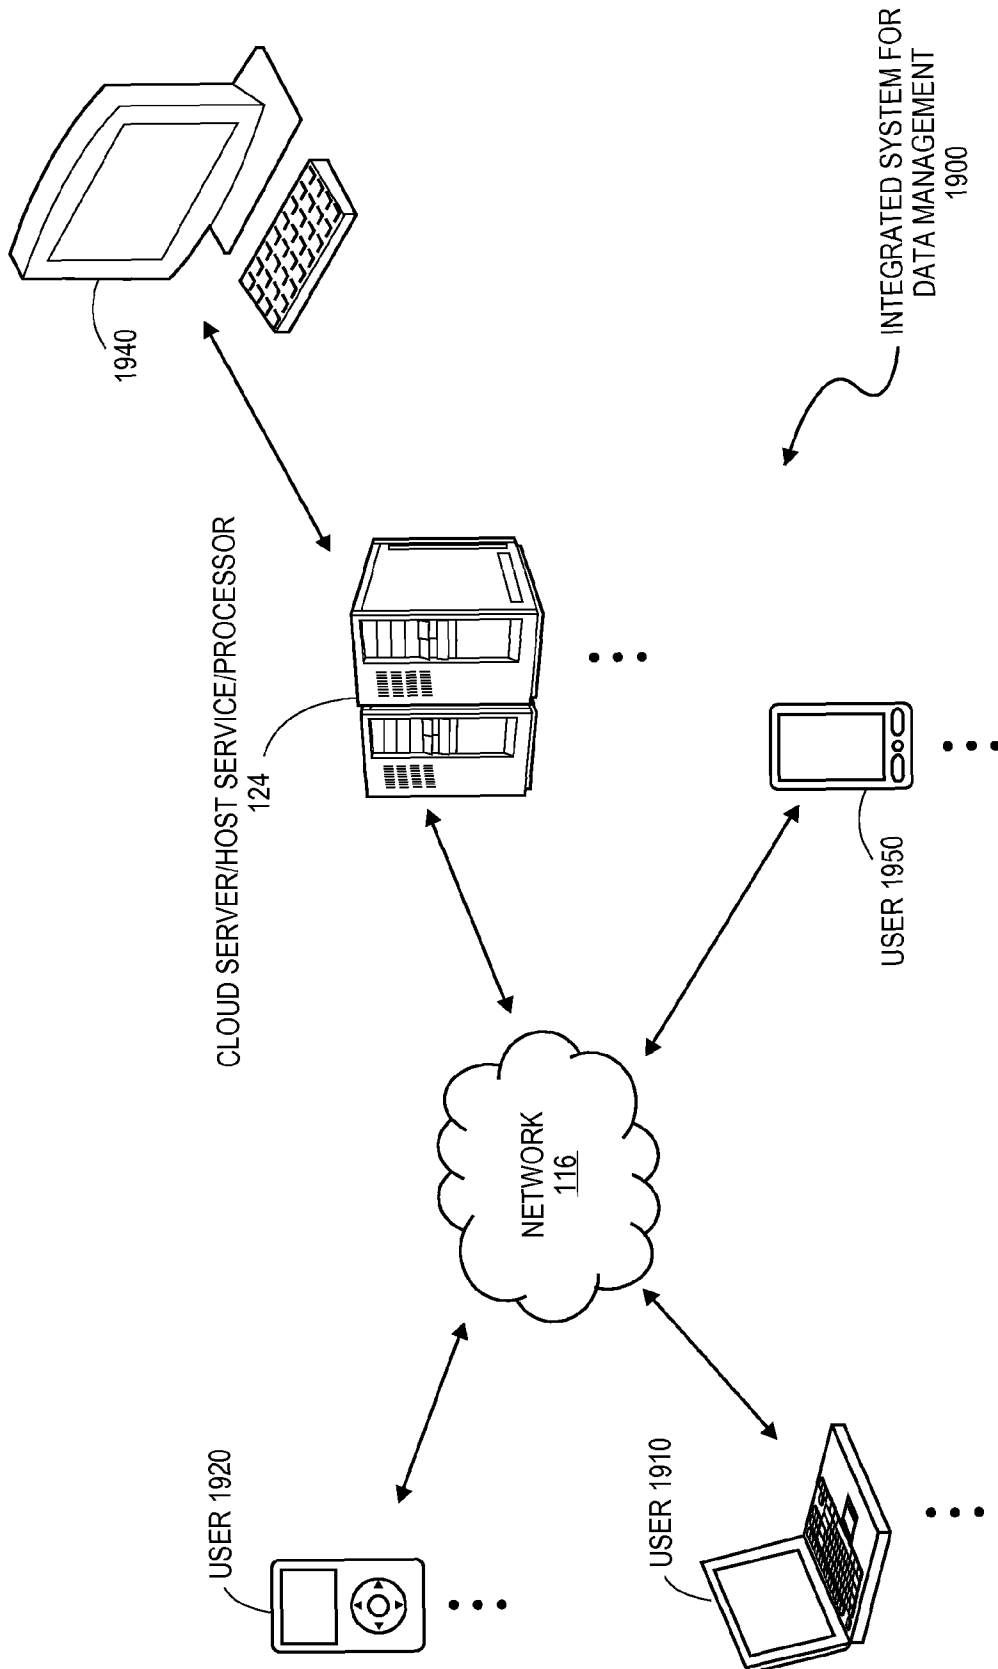 1940
CLOUD SERVER/HOST SERVICE/PROCESSOR
124
USER 1920
NETWORK
116
USER 1910
USER 1950
INTEGRATED SYSTEM FOR
DATA MANAGEMENT
1900